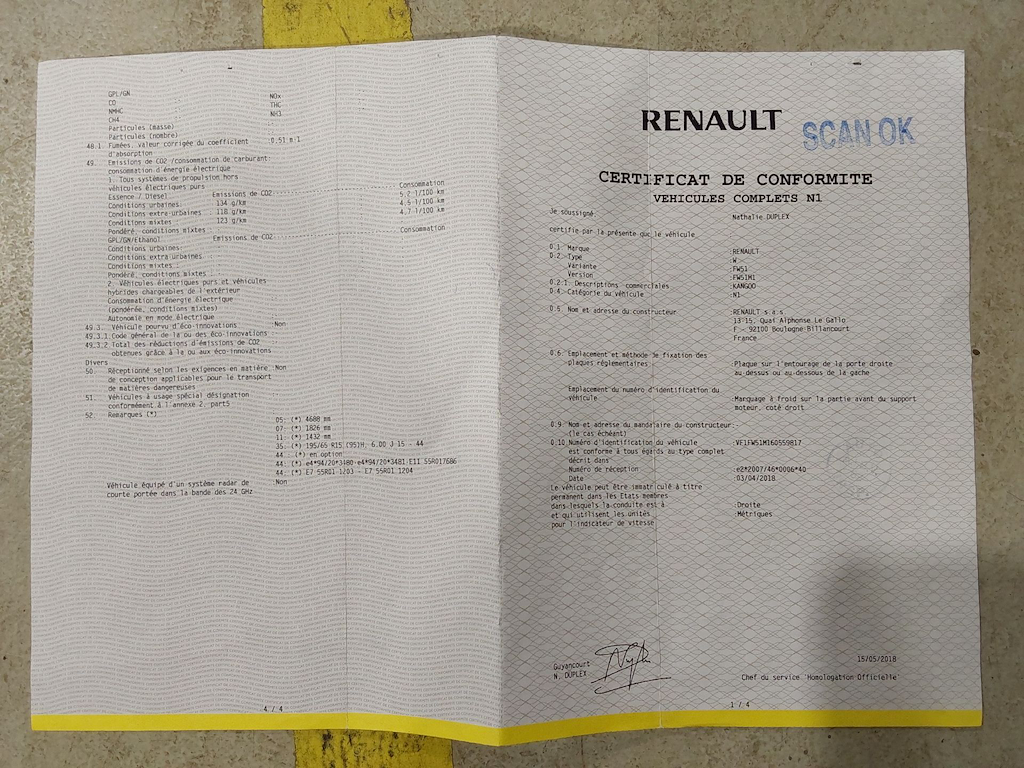 GPL/GN
CO
NMHC
CH4
Particules (masse)
Particules (nombre)
NOx
THC
NH3
48.1. Fumées, valeur corrigée du coefficient d'absorption :0.51 m-1
49. Emissions de CO2 /consommation de carburant:
consommation d'énergie électrique
1. Tous systèmes de propulsion hors
véhicules électriques purs
Essence / Diesel Emissions de CO2 Consommation
Conditions urbaines: 134 g/km 5.2 l/100 km
Conditions extra-urbaines : 118 g/km 4.5 l/100 km
Conditions mixtes : 123 g/km 4.7 l/100 km
Pondéré, conditions mixtes
GPL/GN/Ethanol Emissions de CO2 Consommation
Conditions urbaines:
Conditions extra urbaines :
Conditions mixtes :
Pondéré, conditions mixtes :
2. Véhicules électriques purs et véhicules
hybrides chargeables de l'extérieur
Consommation d'énergie électrique
(pondérée, conditions mixtes)
Autonomie en mode électrique
49.3. Véhicule pourvu d'éco-innovations :Non
49.3.1.Code général de la ou des éco-innovations :
49.3.2.Total des réductions d'émissions de CO2
obtenues grâce à la ou aux éco-innovations
Divers
50. Réceptionné selon les exigences en matière :Non
de conception applicables pour le transport
de matières dangereuses
51. Véhicules à usage spécial désignation
conformément à l'annexe 2. part5
52. Remarques (*)
05: (*) 4688 mm
07: (*) 1826 mm
11: (*) 1432 mm
35: (*) 195/65 R15 (95)H, 6.00 J 15 - 44
44 : (*) en option
44: (*) e4*94/20*3480-e4*94/20*3481-E11 55R017686
44: (*) E7 55R01 1203 - E7 55R01 1204
Véhicule équipé d'un système radar de :Non
courte portée dans la bande des 24 GHz
4 / 4
RENAULT
SCAN OK
CERTIFICAT DE CONFORMITE
VEHICULES COMPLETS N1
Je soussigné: Nathalie DUPLEX
certifie par la présente que le véhicule
0.1 Marque :RENAULT
0.2. Type :W
Variante :FW51
Version :FW51M1
0.2.1 Descriptions commerciales :KANGOO
0.4. Catégorie du véhicule :N1
0.5. Nom et adresse du constructeur :RENAULT s.a.s
13-15, Quai Alphonse Le Gallo
F - 92100 Boulogne Billancourt
France
0.6. Emplacement et méthode de fixation des
plaques réglementaires :Plaque sur l'entourage de la porte droite
au-dessus ou au-dessous de la gâche
Emplacement du numéro d'identification du
véhicule :Marquage à froid sur la partie avant du support
moteur, coté droit
0.9. Nom et adresse du mandataire du constructeur:
(le cas échéant)
0.10.Numéro d'identification du véhicule :VF1FW51M160559817
est conforme à tous égards au type complet
décrit dans
Numéro de réception :e2*2007/46*0006*40
Date :03/04/2018
Le véhicule peut être immatriculé à titre
permanent dans les Etats membres
dans lesquels la conduite est à :Droite
et qui utilisent les unités :Métriques
pour l'indicateur de vitesse
Guyancourt
N. DUPLEX
15/05/2018
Chef du service 'Homologation Officielle'
1 / 4